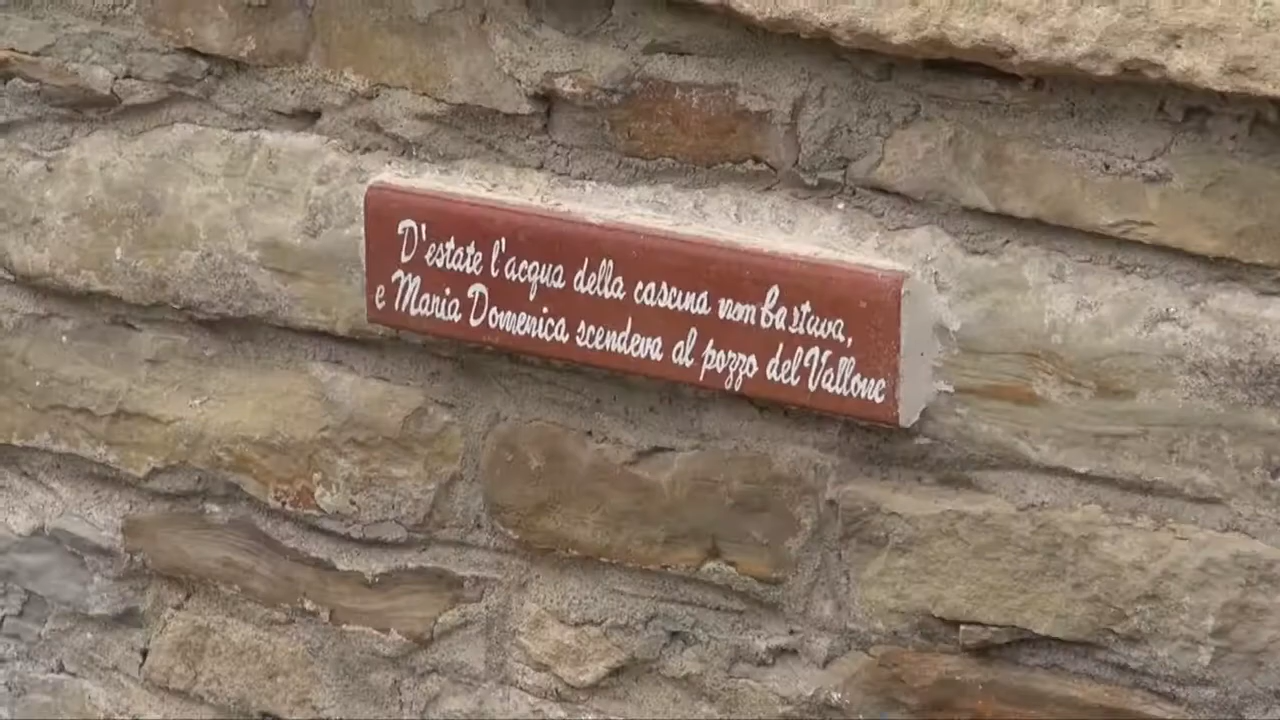 D'estate l'acqua della cascina non bastava,
e Maria Domenica scendeva al pozzo del Vallone